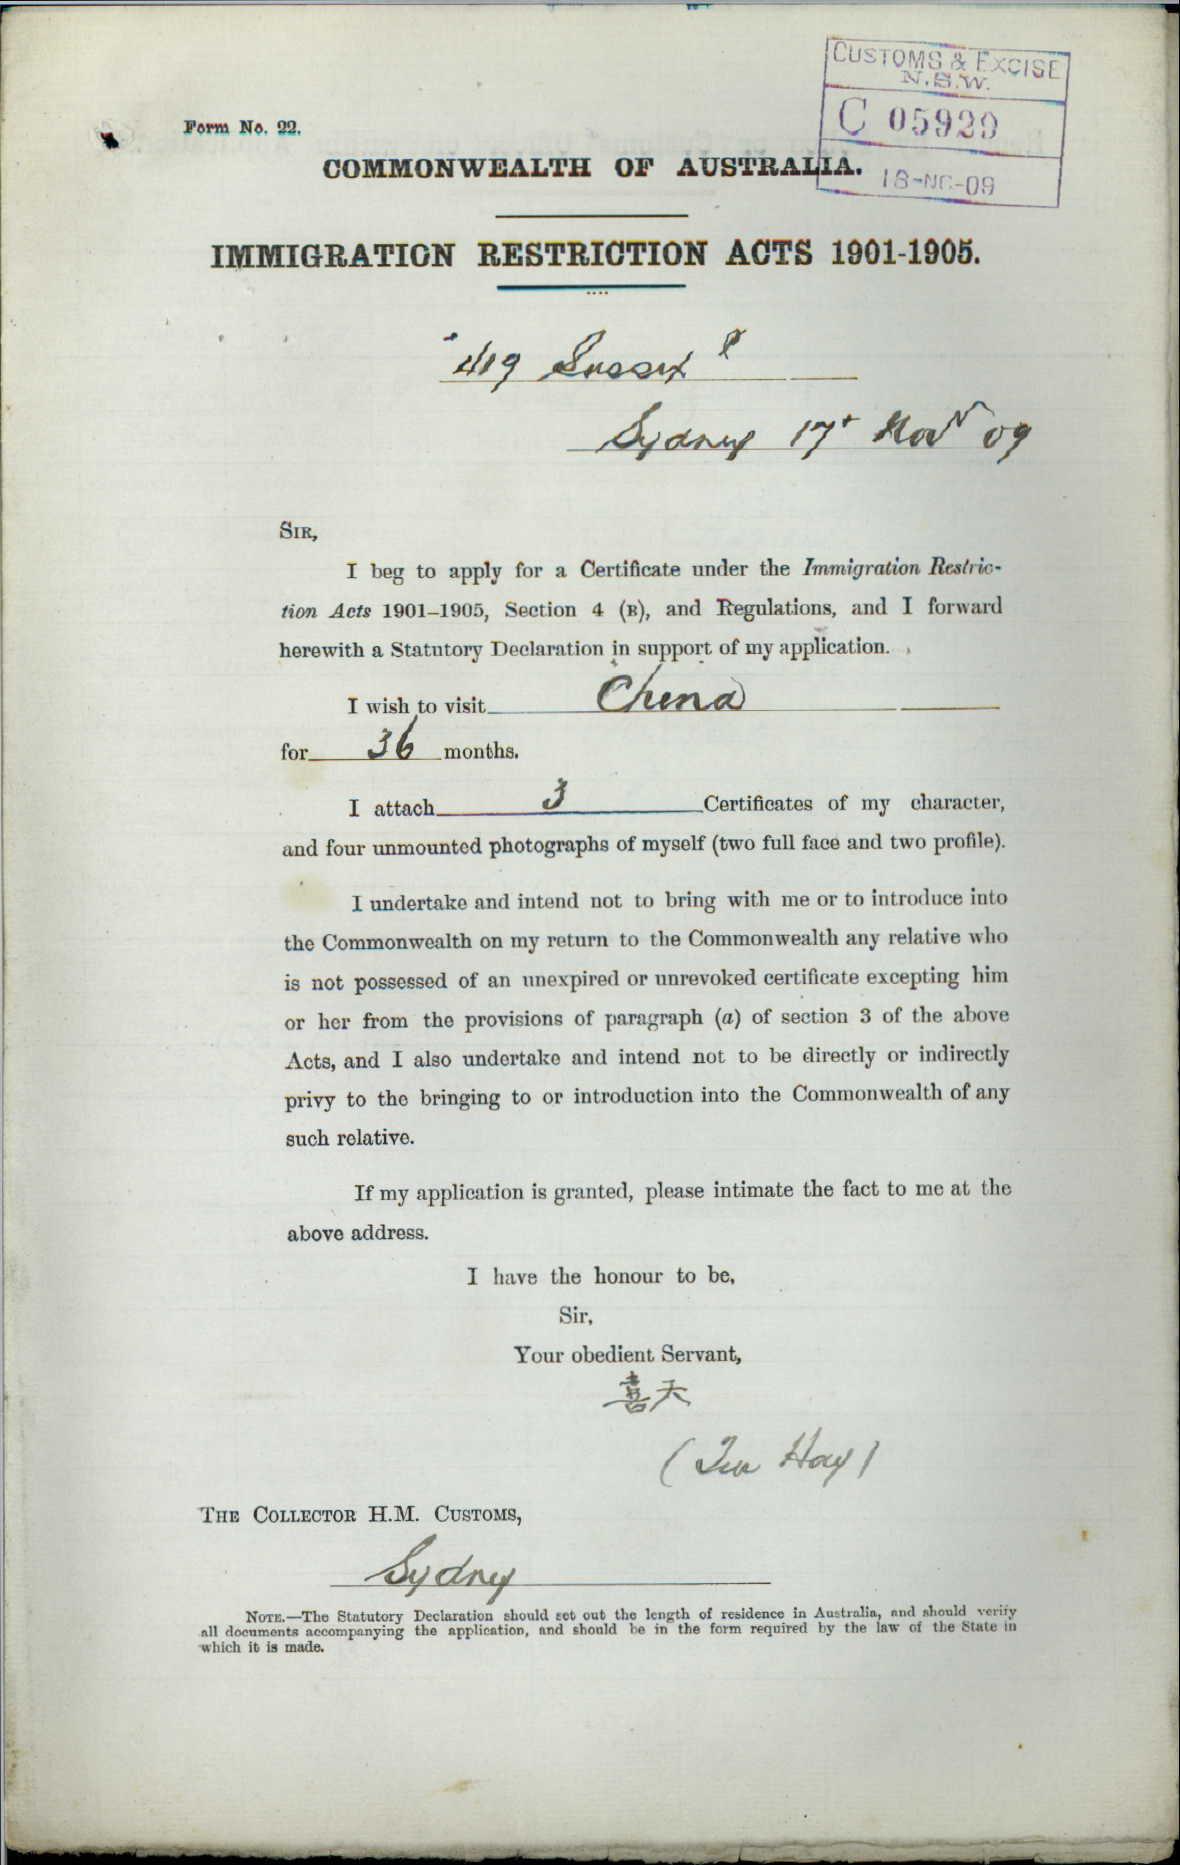 CUSTOMS & EXCISE
N.S.W.
C 05929
18-NO-09
Form No. 22.
COMMONWEALTH OF AUSTRALIA.
IMMIGRATION RESTRICTION ACTS 1901-1905.
419 Sussex St
Sydney 17th Nov 09
SIR,
I beg to apply for a Certificate under the Immigration Restric-
tion Acts 1901–1905, Section 4 (B), and Regulations, and I forward
herewith a Statutory Declaration in support of my application.
I wish to visit China
for 36 months.
I attach 3 Certificates of my character,
and four unmounted photographs of myself (two full face and two profile).
I undertake and intend not to bring with me or to introduce into
the Commonwealth on my return to the Commonwealth any relative who
is not possessed of an unexpired or unrevoked certificate excepting him
or her from the provisions of paragraph (a) of section 3 of the above
Acts, and I also undertake and intend not to be directly or indirectly
privy to the bringing to or introduction into the Commonwealth of any
such relative.
If my application is granted, please intimate the fact to me at the
above address.
I have the honour to be,
Sir,
Your obedient Servant,
喜天
(Hay)
THE COLLECTOR H.M. CUSTOMS,
Sydney
NOTE.—The Statutory Declaration should set out the length of residence in Australia, and should verify
all documents accompanying the application, and should be in the form required by the law of the State in
which it is made.